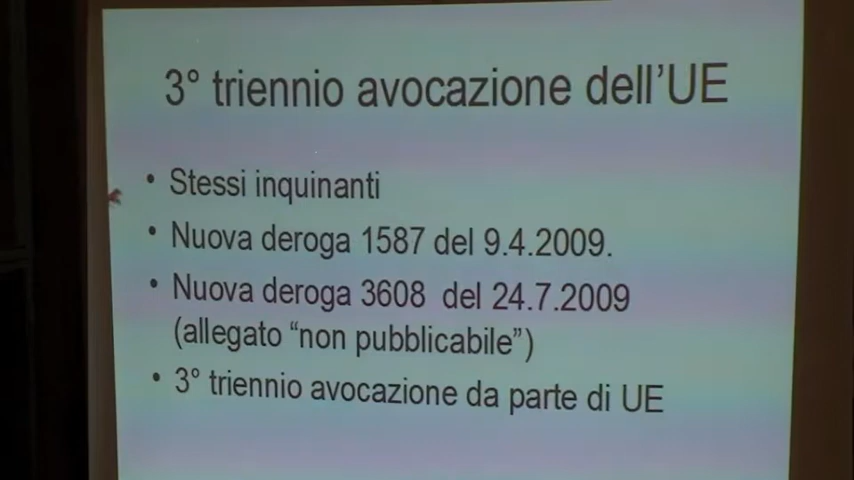 3° triennio avocazione dell'UE
• Stessi inquinanti
• Nuova deroga 1587 del 9.4.2009.
• Nuova deroga 3608 del 24.7.2009
(allegato “non pubblicabile”)
• 3° triennio avocazione da parte di UE